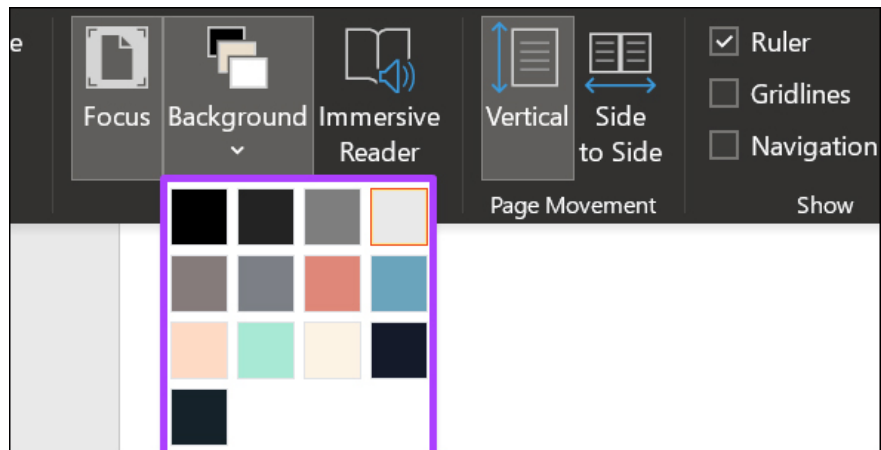 e
Focus
Background
Immersive
Reader
Vertical
Side
to Side
Page Movement
Ruler
Gridlines
Navigation
Show